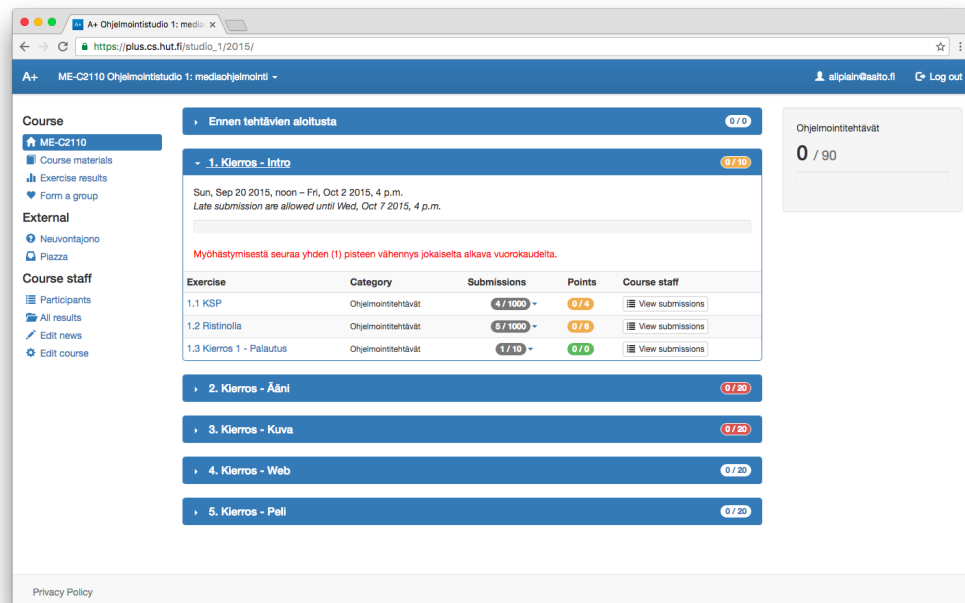 A+ Ohjelmointistudio 1: media
https://plus.cs.hut.fi/studio_1/2015/
A+ ME-C2110 Ohjelmointistudio 1: mediaohjelmointi
alipiain@aalto.fi Log out
Course
ME-C2110
Course materials
Exercise results
Form a group
External
Neuvontajono
Piazza
Course staff
Participants
All results
Edit news
Edit course
Ennen tehtävien aloitusta 0 / 0
1. Kierros - Intro 0 / 10
Sun, Sep 20 2015, noon – Fri, Oct 2 2015, 4 p.m.
Late submission are allowed until Wed, Oct 7 2015, 4 p.m.
Myöhästymisestä seuraa yhden (1) pisteen vähennys jokaiselta alkava vuorokaudelta.
Exercise Category Submissions Points Course staff
1.1 KSP Ohjelmointitehtävät 4 / 1000 0 / 4 View submissions
1.2 Ristinolla Ohjelmointitehtävät 5 / 1000 0 / 6 View submissions
1.3 Kierros 1 - Palautus Ohjelmointitehtävät 1 / 10 0 / 0 View submissions
2. Kierros - Ääni 0 / 20
3. Kierros - Kuva 0 / 20
4. Kierros - Web 0 / 20
5. Kierros - Peli 0 / 20
Ohjelmointitehtävät
0 / 90
Privacy Policy